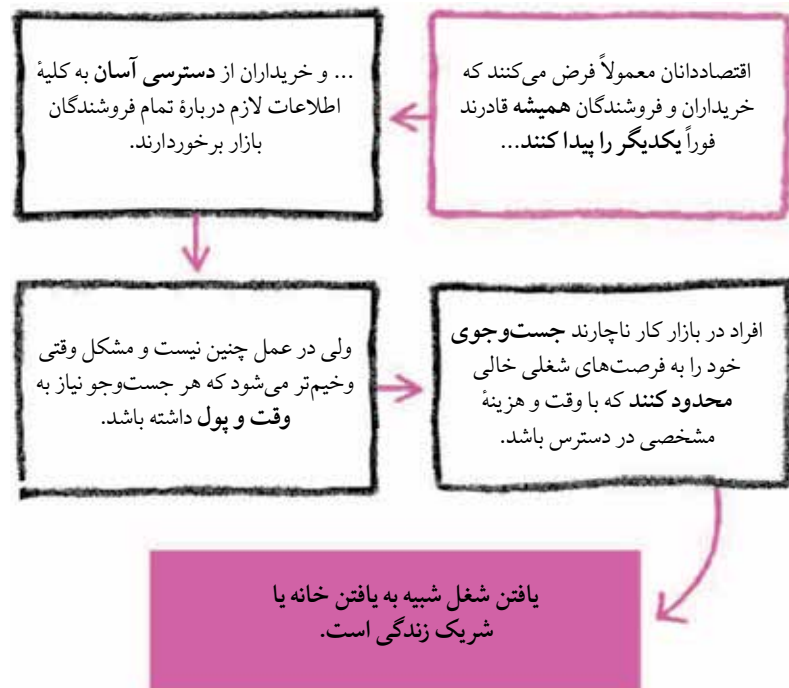 اقتصاددانان معمولاً فرض می‌کنند که
خریداران و فروشندگان همیشه قادرند
فوراً یکدیگر را پیدا کنند...
... و خریداران از دسترسی آسان به کلیهٔ
اطلاعات لازم دربارهٔ تمام فروشندگان
بازار برخوردارند.
ولی در عمل چنین نیست و مشکل وقتی
وخیم‌تر می‌شود که هر جست‌وجو نیاز به
وقت و پول داشته باشد.
افراد در بازار کار ناچارند جست‌وجوی
خود را به فرصت‌های شغلی خالی
محدود کنند که با وقت و هزینهٔ
مشخصی در دسترس باشد.
یافتن شغل شبیه به یافتن خانه یا
شریک زندگی است.